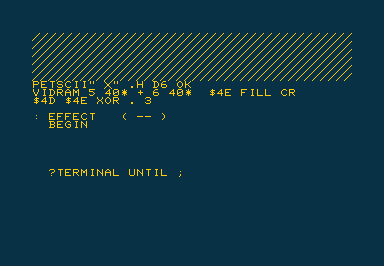 PETSCII" X" .H D6 OK
VIDRAM 5 40* + 6 40*  $4E FILL CR
$4D $4E XOR . 3
: EFFECT   ( -- )
  BEGIN
  ?TERMINAL UNTIL ;